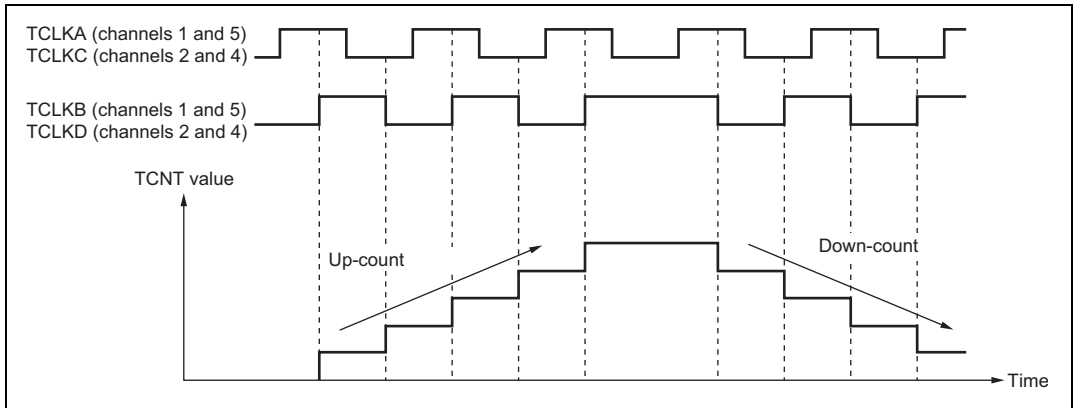 TCLKA (channels 1 and 5)
TCLKC (channels 2 and 4)
TCLKB (channels 1 and 5)
TCLKD (channels 2 and 4)
TCNT value
Up-count
Down-count
Time